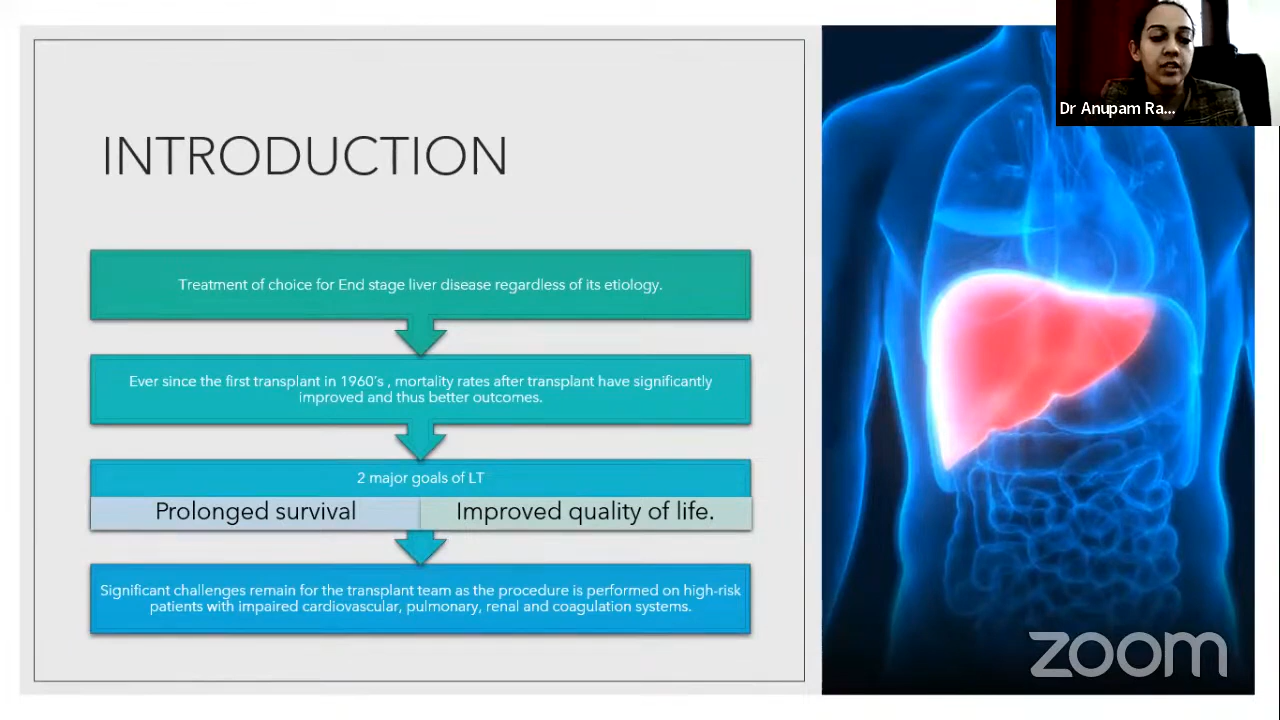 INTRODUCTION
Treatment of choice for End stage liver disease regardless of its etiology.
Ever since the first transplant in 1960's , mortality rates after transplant have significantly
improved and thus better outcomes.
2 major goals of LT
Prolonged survival
Improved quality of life.
Significant challenges remain for the transplant team as the procedure is performed on high-risk
patients with impaired cardiovascular, pulmonary, renal and coagulation systems.
Dr Anupam Ra...
zoom